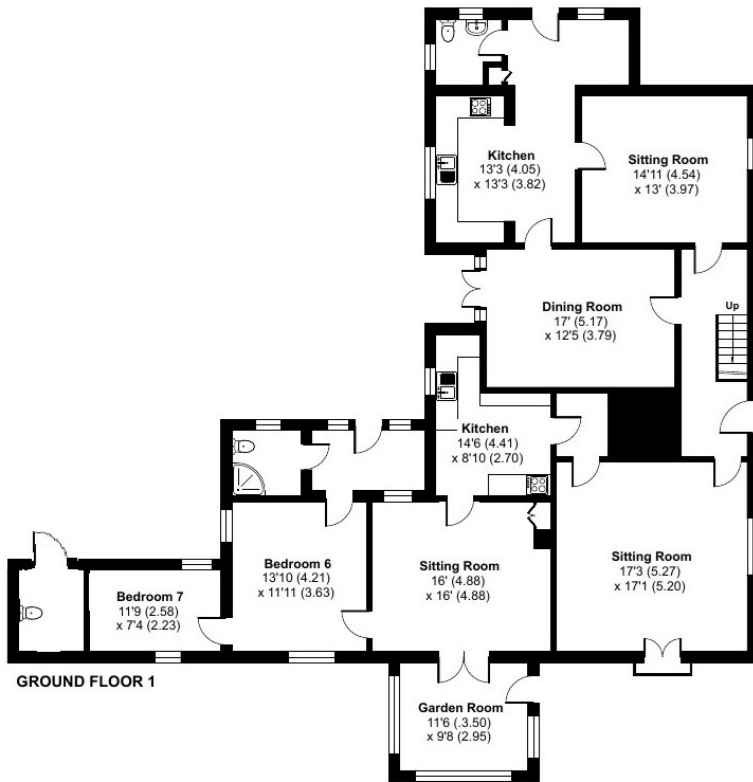 Kitchen
13'3 (4.05)
x 13'3 (3.82)
Sitting Room
14'11 (4.54)
x 13' (3.97)
Dining Room
17' (5.17)
x 12'5 (3.79)
Up
Kitchen
14'6 (4.41)
x 8'10 (2.70)
Bedroom 7
11'9 (2.58)
x 7'4 (2.23)
Bedroom 6
13'10 (4.21)
x 11'11 (3.63)
Sitting Room
16' (4.88)
x 16' (4.88)
Sitting Room
17'3 (5.27)
x 17'1 (5.20)
GROUND FLOOR 1
Garden Room
11'6 (.3.50)
x 9'8 (2.95)